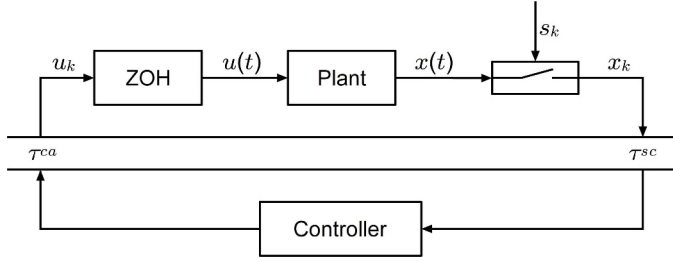 s_k
u_k ZOH u(t) Plant x(t) x_k
τ^{ca} τ^{sc}
Controller